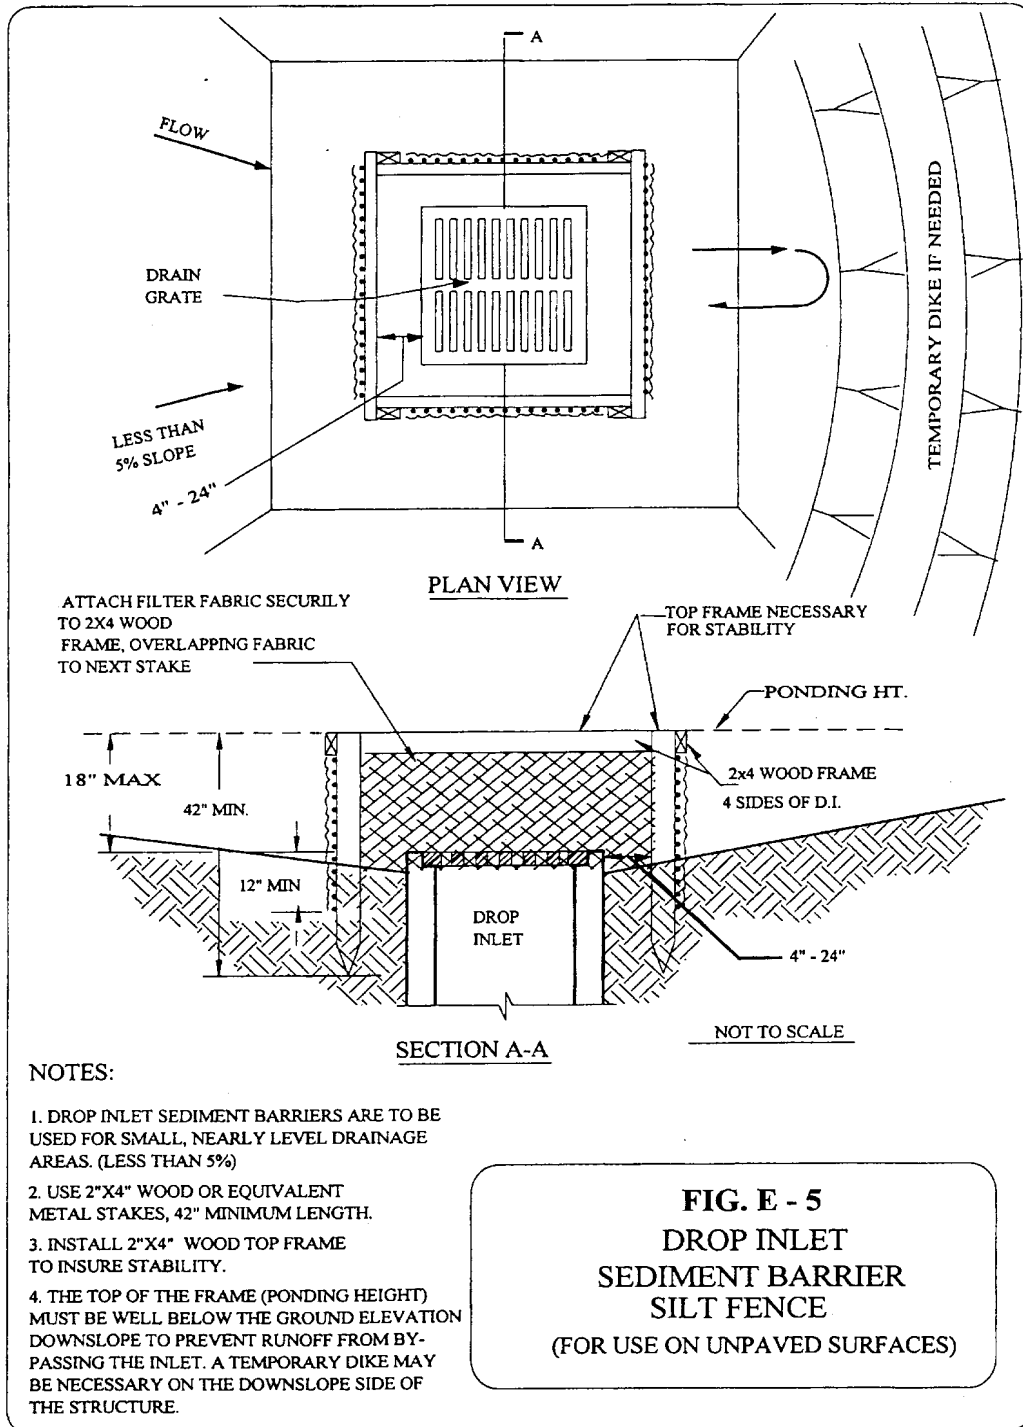 A
FLOW
DRAIN
GRATE
LESS THAN
5% SLOPE
4" - 24"
TEMPORARY DIKE IF NEEDED
A
PLAN VIEW
ATTACH FILTER FABRIC SECURILY
TO 2X4 WOOD
FRAME, OVERLAPPING FABRIC
TO NEXT STAKE
TOP FRAME NECESSARY
FOR STABILITY
PONDING HT.
18" MAX
42" MIN.
2x4 WOOD FRAME
4 SIDES OF D.I.
12" MIN
DROP
INLET
4" - 24"
SECTION A-A
NOT TO SCALE
NOTES:
1. DROP INLET SEDIMENT BARRIERS ARE TO BE
USED FOR SMALL, NEARLY LEVEL DRAINAGE
AREAS. (LESS THAN 5%)
2. USE 2"X4" WOOD OR EQUIVALENT
METAL STAKES, 42" MINIMUM LENGTH.
3. INSTALL 2"X4" WOOD TOP FRAME
TO INSURE STABILITY.
4. THE TOP OF THE FRAME (PONDING HEIGHT)
MUST BE WELL BELOW THE GROUND ELEVATION
DOWNSLOPE TO PREVENT RUNOFF FROM BY-
PASSING THE INLET. A TEMPORARY DIKE MAY
BE NECESSARY ON THE DOWNSLOPE SIDE OF
THE STRUCTURE.
FIG. E - 5
DROP INLET
SEDIMENT BARRIER
SILT FENCE
(FOR USE ON UNPAVED SURFACES)